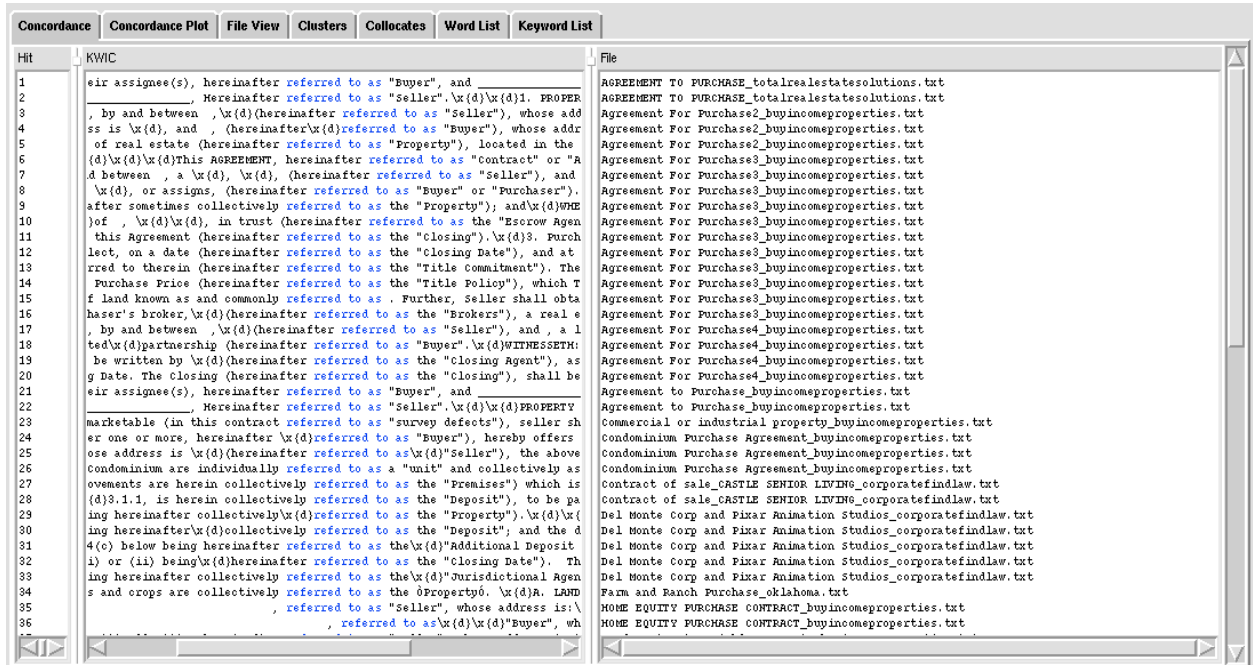 Concordance Concordance Plot File View Clusters Collocates Word List Keyword List
Hit KWIC File
1 eir assignee(s), hereinafter referred to as "Buyer", and _____________ AGREEMENT TO PURCHASE_totalrealestatesolutions.txt
2 _____________, Hereinafter referred to as "Seller".\x{d}\x{d}1. PROPER AGREEMENT TO PURCHASE_totalrealestatesolutions.txt
3 , by and between ,\x{d}(hereinafter referred to as "Seller"), whose add Agreement For Purchase2_buyincomeproperties.txt
4 ss is \x{d}, and , (hereinafter\x{d}referred to as "Buyer"), whose addr Agreement For Purchase2_buyincomeproperties.txt
5 of real estate (hereinafter referred to as "Property"), located in the Agreement For Purchase2_buyincomeproperties.txt
6 {d}\x{d}\x{d}This AGREEMENT, hereinafter referred to as "Contract" or "A Agreement For Purchase3_buyincomeproperties.txt
7 d between , a \x{d}, \x{d}, (hereinafter referred to as "Seller"), and Agreement For Purchase3_buyincomeproperties.txt
8 \x{d}, or assigns, (hereinafter referred to as "Buyer" or "Purchaser"). Agreement For Purchase3_buyincomeproperties.txt
9 after sometimes collectively referred to as the "Property"); and\x{d}WHE Agreement For Purchase3_buyincomeproperties.txt
10 }of , \x{d}\x{d}, in trust (hereinafter referred to as the "Escrow Agen Agreement For Purchase3_buyincomeproperties.txt
11 this Agreement (hereinafter referred to as the "Closing").\x{d}3. Purch Agreement For Purchase3_buyincomeproperties.txt
12 lect, on a date (hereinafter referred to as the "Closing Date"), and at Agreement For Purchase3_buyincomeproperties.txt
13 rred to therein (hereinafter referred to as the "Title Commitment"). The Agreement For Purchase3_buyincomeproperties.txt
14 Purchase Price (hereinafter referred to as the "Title Policy"), which T Agreement For Purchase3_buyincomeproperties.txt
15 f land known as and commonly referred to as . Further, Seller shall obta Agreement For Purchase3_buyincomeproperties.txt
16 haser's broker,\x{d}(hereinafter referred to as the "Brokers"), a real e Agreement For Purchase3_buyincomeproperties.txt
17 , by and between ,\x{d}(hereinafter referred to as "Seller"), and , a l Agreement For Purchase4_buyincomeproperties.txt
18 ted\x{d}partnership (hereinafter referred to as "Buyer".\x{d}WITNESSETH: Agreement For Purchase4_buyincomeproperties.txt
19 be written by \x{d}(hereinafter referred to as the "Closing Agent"), as Agreement For Purchase4_buyincomeproperties.txt
20 g Date. The Closing (hereinafter referred to as the "Closing"), shall be Agreement For Purchase4_buyincomeproperties.txt
21 eir assignee(s), hereinafter referred to as "Buyer", and _____________ Agreement to Purchase_buyincomeproperties.txt
22 _____________, Hereinafter referred to as "Seller".\x{d}\x{d}PROPERTY Agreement to Purchase_buyincomeproperties.txt
23 marketable (in this contract referred to as "survey defects"), seller sh Commercial or industrial property_buyincomeproperties.txt
24 er one or more, hereinafter \x{d}referred to as "Buyer"), hereby offers Condominium Purchase Agreement_buyincomeproperties.txt
25 ose address is \x{d}(hereinafter referred to as\x{d}"Seller"), the above Condominium Purchase Agreement_buyincomeproperties.txt
26 Condominium are individually referred to as a "unit" and collectively as Condominium Purchase Agreement_buyincomeproperties.txt
27 ovements are herein collectively referred to as the "Premises") which is Contract of sale_CASTLE SENIOR LIVING_corporatefindlaw.txt
28 {d}3.1.1, is herein collectively referred to as the "Deposit"), to be pa Contract of sale_CASTLE SENIOR LIVING_corporatefindlaw.txt
29 ing hereinafter collectively\x{d}referred to as the "Property").\x{d}\x{ Del Monte Corp and Pixar Animation Studios_corporatefindlaw.txt
30 ing hereinafter\x{d}collectively referred to as the "Deposit"; and the d Del Monte Corp and Pixar Animation Studios_corporatefindlaw.txt
31 4(c) below being hereinafter referred to as the\x{d}"Additional Deposit Del Monte Corp and Pixar Animation Studios_corporatefindlaw.txt
32 i) or (ii) being\x{d}hereinafter referred to as the "Closing Date"). Th Del Monte Corp and Pixar Animation Studios_corporatefindlaw.txt
33 ing hereinafter collectively referred to as the\x{d}"Jurisdictional Agen Del Monte Corp and Pixar Animation Studios_corporatefindlaw.txt
34 s and crops are collectively referred to as the òPropertyó. \x{d}A. LAND Farm and Ranch Purchase_oklahoma.txt
35 , referred to as "Seller", whose address is:\ HOME EQUITY PURCHASE CONTRACT_buyincomeproperties.txt
36 , referred to as\x{d}\x{d}"Buyer", wh HOME EQUITY PURCHASE CONTRACT_buyincomeproperties.txt